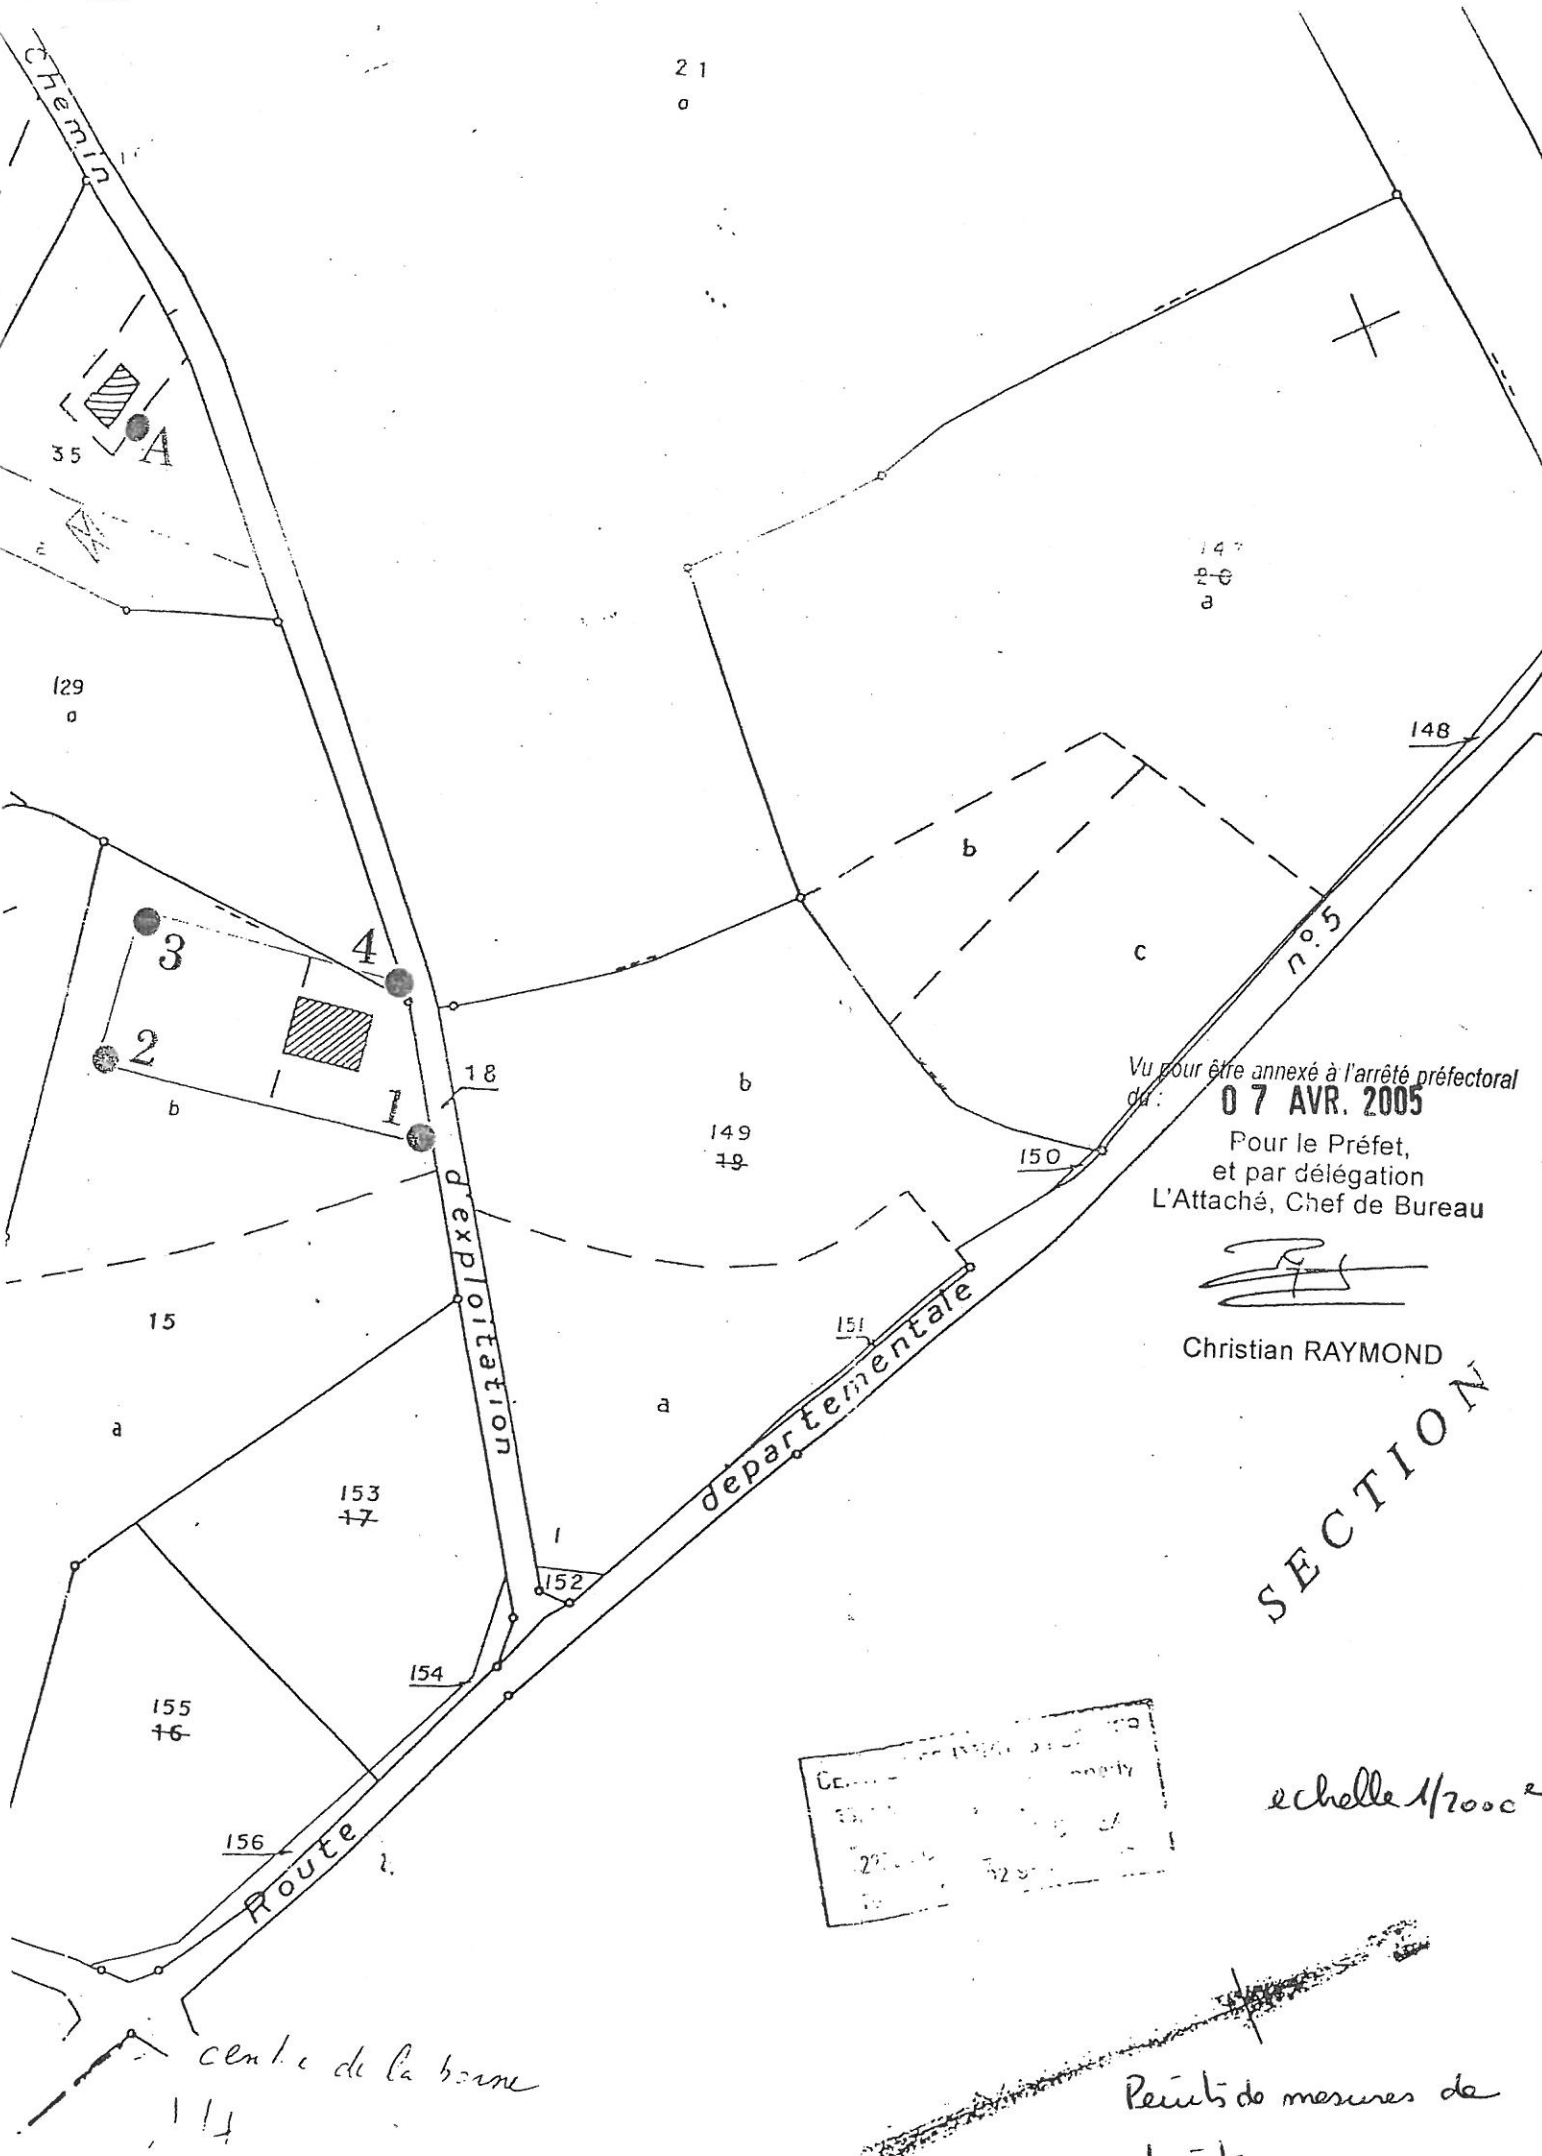 Chemin
21
o
A
35
147
20
a
129
o
148
b
3
4
c
n° 5
2
18
b
1
b
149
19
150
Vu pour être annexé à l'arrêté préfectoral
du :
07 AVR. 2005
Pour le Préfet,
et par délégation
L'Attaché, Chef de Bureau
Christian RAYMOND
d'exploitation
15
151
departementale
a
a
SECTION
153
17
152
154
155
16
echelle 1/2000e
156
Route
centre de la borne
Points de mesures de